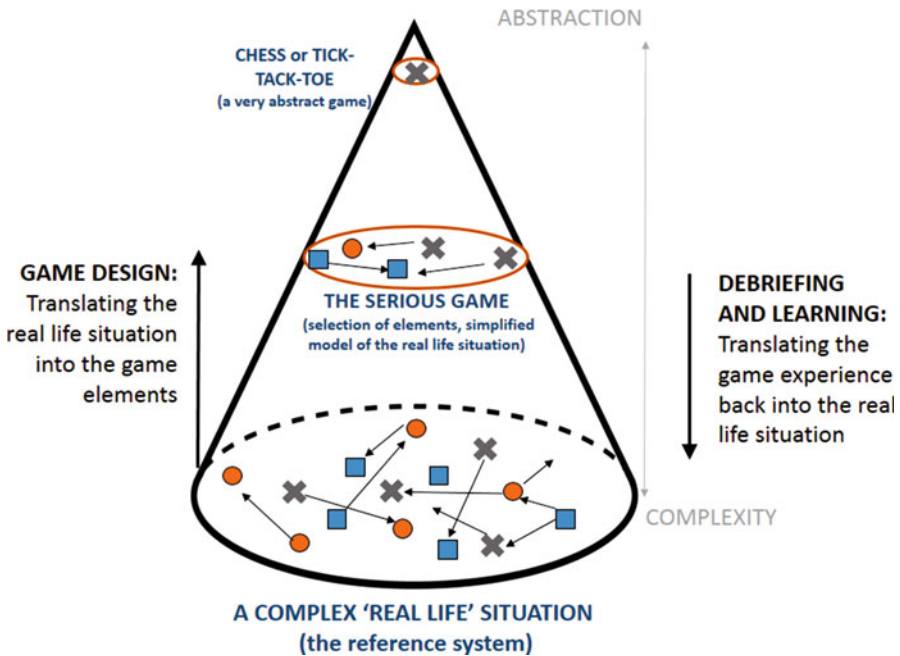 ABSTRACTION
CHESS or TICK-
TACK-TOE
(a very abstract game)
GAME DESIGN:
Translating the
real life situation
into the game
elements
THE SERIOUS GAME
(selection of elements, simplified
model of the real life situation)
DEBRIEFING
AND LEARNING:
Translating the
game experience
back into the real
life situation
COMPLEXITY
A COMPLEX ‘REAL LIFE’ SITUATION
(the reference system)